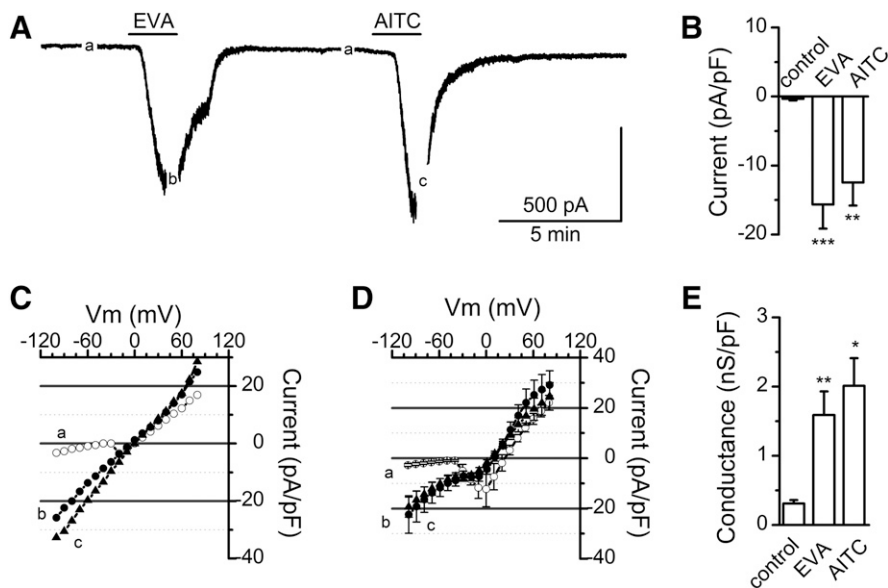 A
EVA
AITC
a
a
b
c
500 pA
5 min
B
control
EVA
AITC
0
-10
-20
Current (pA/pF)
***
**
C
Vm (mV)
-120 -60 0 60 120
20
0
-20
-40
Current (pA/pF)
a
b
c
D
Vm (mV)
-120 -60 0 60 120
40
20
0
-20
-40
Current (pA/pF)
a
b
c
E
3
2
1
0
Conductance (nS/pF)
**
*
control
EVA
AITC